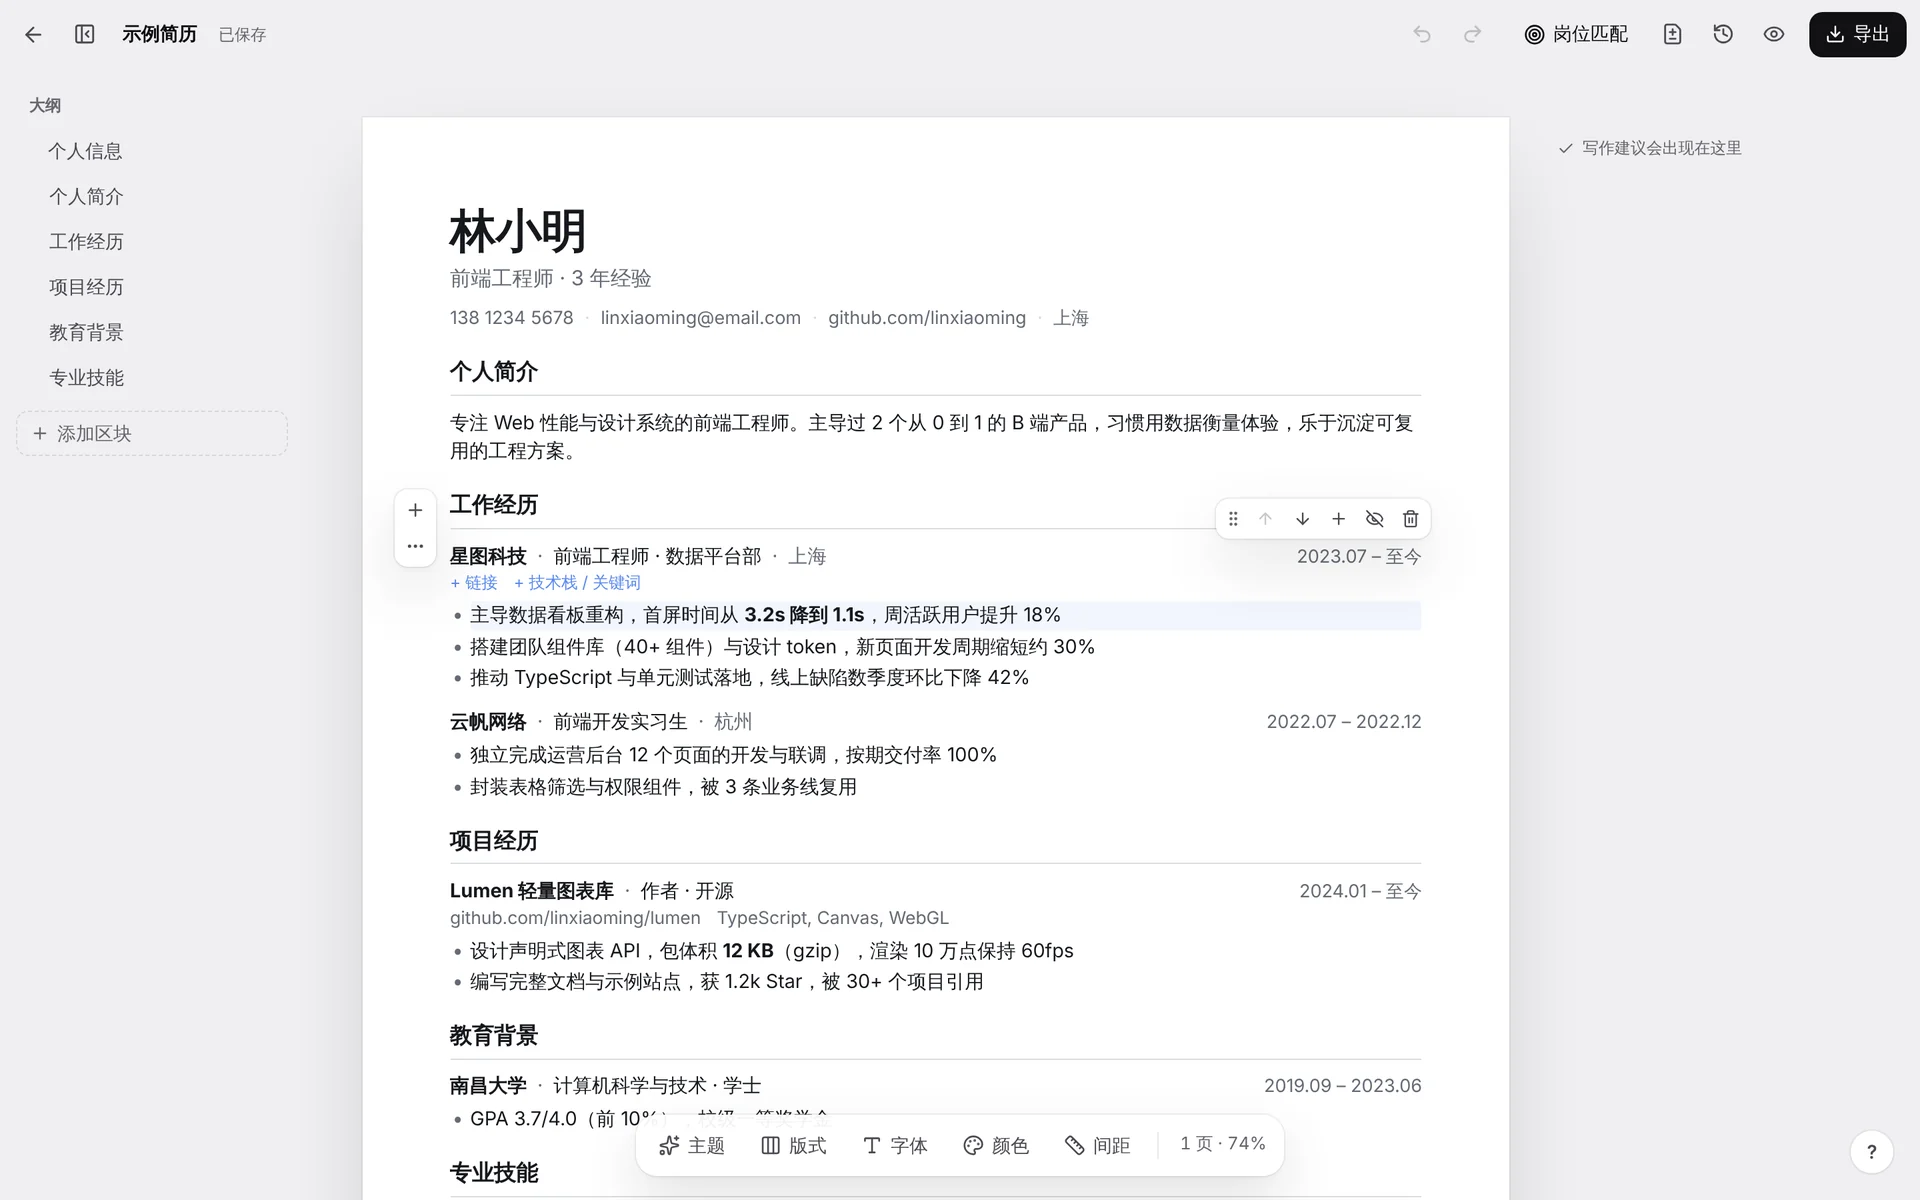 示例简历 已保存 岗位匹配 导出
大纲
个人信息
个人简介
工作经历
项目经历
教育背景
专业技能
+ 添加区块
林小明
前端工程师 · 3 年经验
138 1234 5678 · linxiaoming@email.com · github.com/linxiaoming · 上海
个人简介
专注 Web 性能与设计系统的前端工程师。主导过 2 个从 0 到 1 的 B 端产品，习惯用数据衡量体验，乐于沉淀可复
用的工程方案。
工作经历
星图科技 · 前端工程师 · 数据平台部 · 上海 2023.07 – 至今
+ 链接 + 技术栈 / 关键词
• 主导数据看板重构，首屏时间从 3.2s 降到 1.1s，周活跃用户提升 18%
• 搭建团队组件库（40+ 组件）与设计 token，新页面开发周期缩短约 30%
• 推动 TypeScript 与单元测试落地，线上缺陷数季度环比下降 42%
云帆网络 · 前端开发实习生 · 杭州 2022.07 – 2022.12
• 独立完成运营后台 12 个页面的开发与联调，按期交付率 100%
• 封装表格筛选与权限组件，被 3 条业务线复用
项目经历
Lumen 轻量图表库 · 作者 · 开源 2024.01 – 至今
github.com/linxiaoming/lumen TypeScript, Canvas, WebGL
• 设计声明式图表 API，包体积 12 KB（gzip），渲染 10 万点保持 60fps
• 编写完整文档与示例站点，获 1.2k Star，被 30+ 个项目引用
教育背景
南昌大学 · 计算机科学与技术 · 学士 2019.09 – 2023.06
• GPA 3.7/4.0（前 10%），校级一等奖学金
专业技能
主题 版式 字体 颜色 间距 1 页 · 74%
写作建议会出现在这里
?